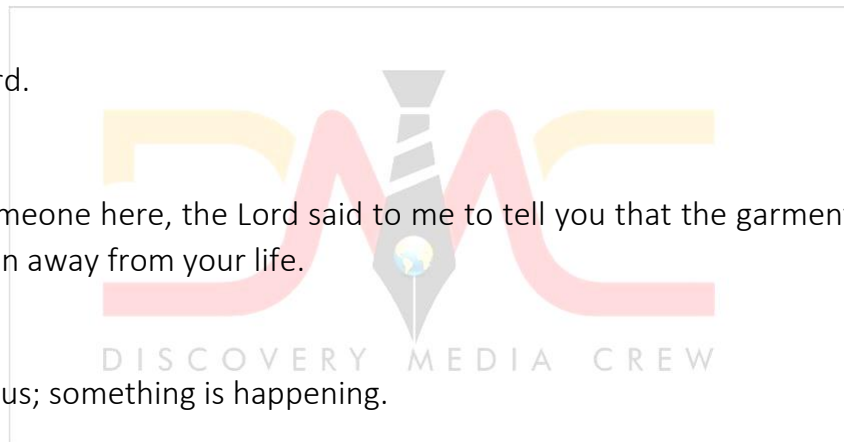 rd.
meone here, the Lord said to me to tell you that the garment
n away from your life.
DMC
DISCOVERY MEDIA CREW
us; something is happening.